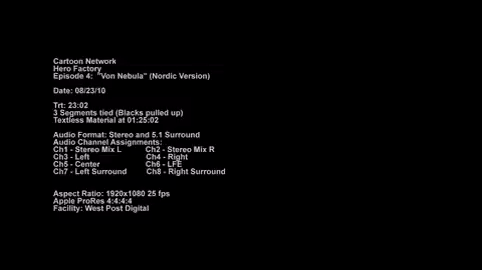 Cartoon Network
Hero Factory
Episode 4: "Von Nebula" (Nordic Version)
Date: 08/23/10
Trt: 23:02
3 Segments tied (Blacks pulled up)
Textless Material at 01:25:02
Audio Format: Stereo and 5.1 Surround
Audio Channel Assignments:
Ch1 - Stereo Mix L Ch2 - Stereo Mix R
Ch3 - Left Ch4 - Right
Ch5 - Center Ch6 - LFE
Ch7 - Left Surround Ch8 - Right Surround
Aspect Ratio: 1920x1080 25 fps
Apple ProRes 4:4:4:4
Facility: West Post Digital